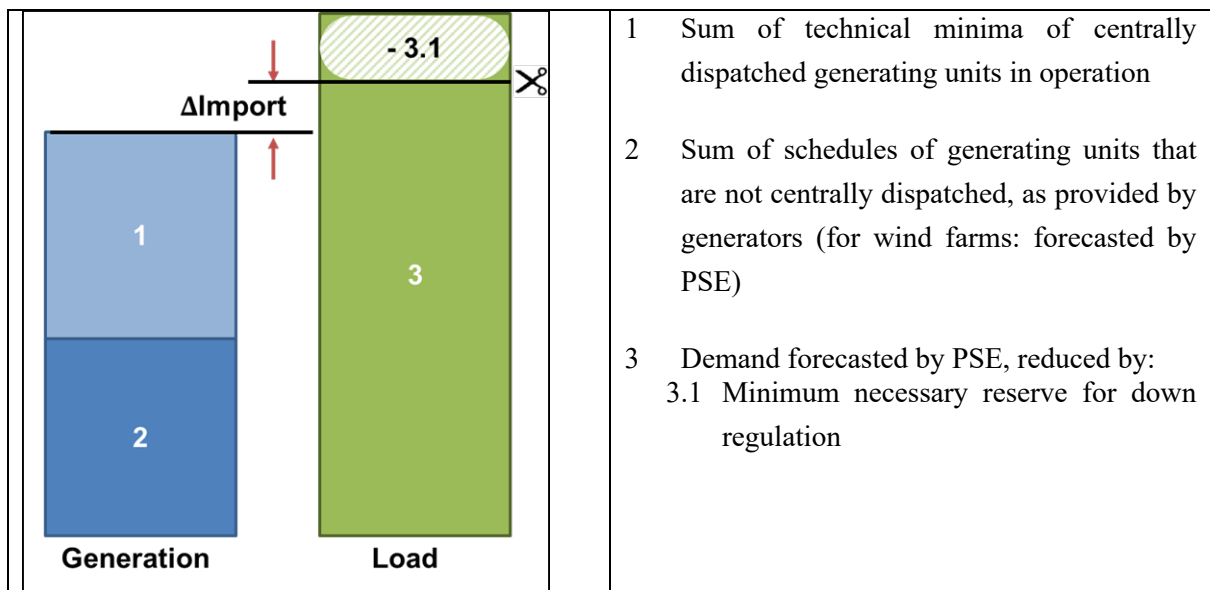 - 3.1
ΔImport
1
3
2
Generation
Load
1 Sum of technical minima of centrally
dispatched generating units in operation
2 Sum of schedules of generating units that
are not centrally dispatched, as provided by
generators (for wind farms: forecasted by
PSE)
3 Demand forecasted by PSE, reduced by:
3.1 Minimum necessary reserve for down
regulation